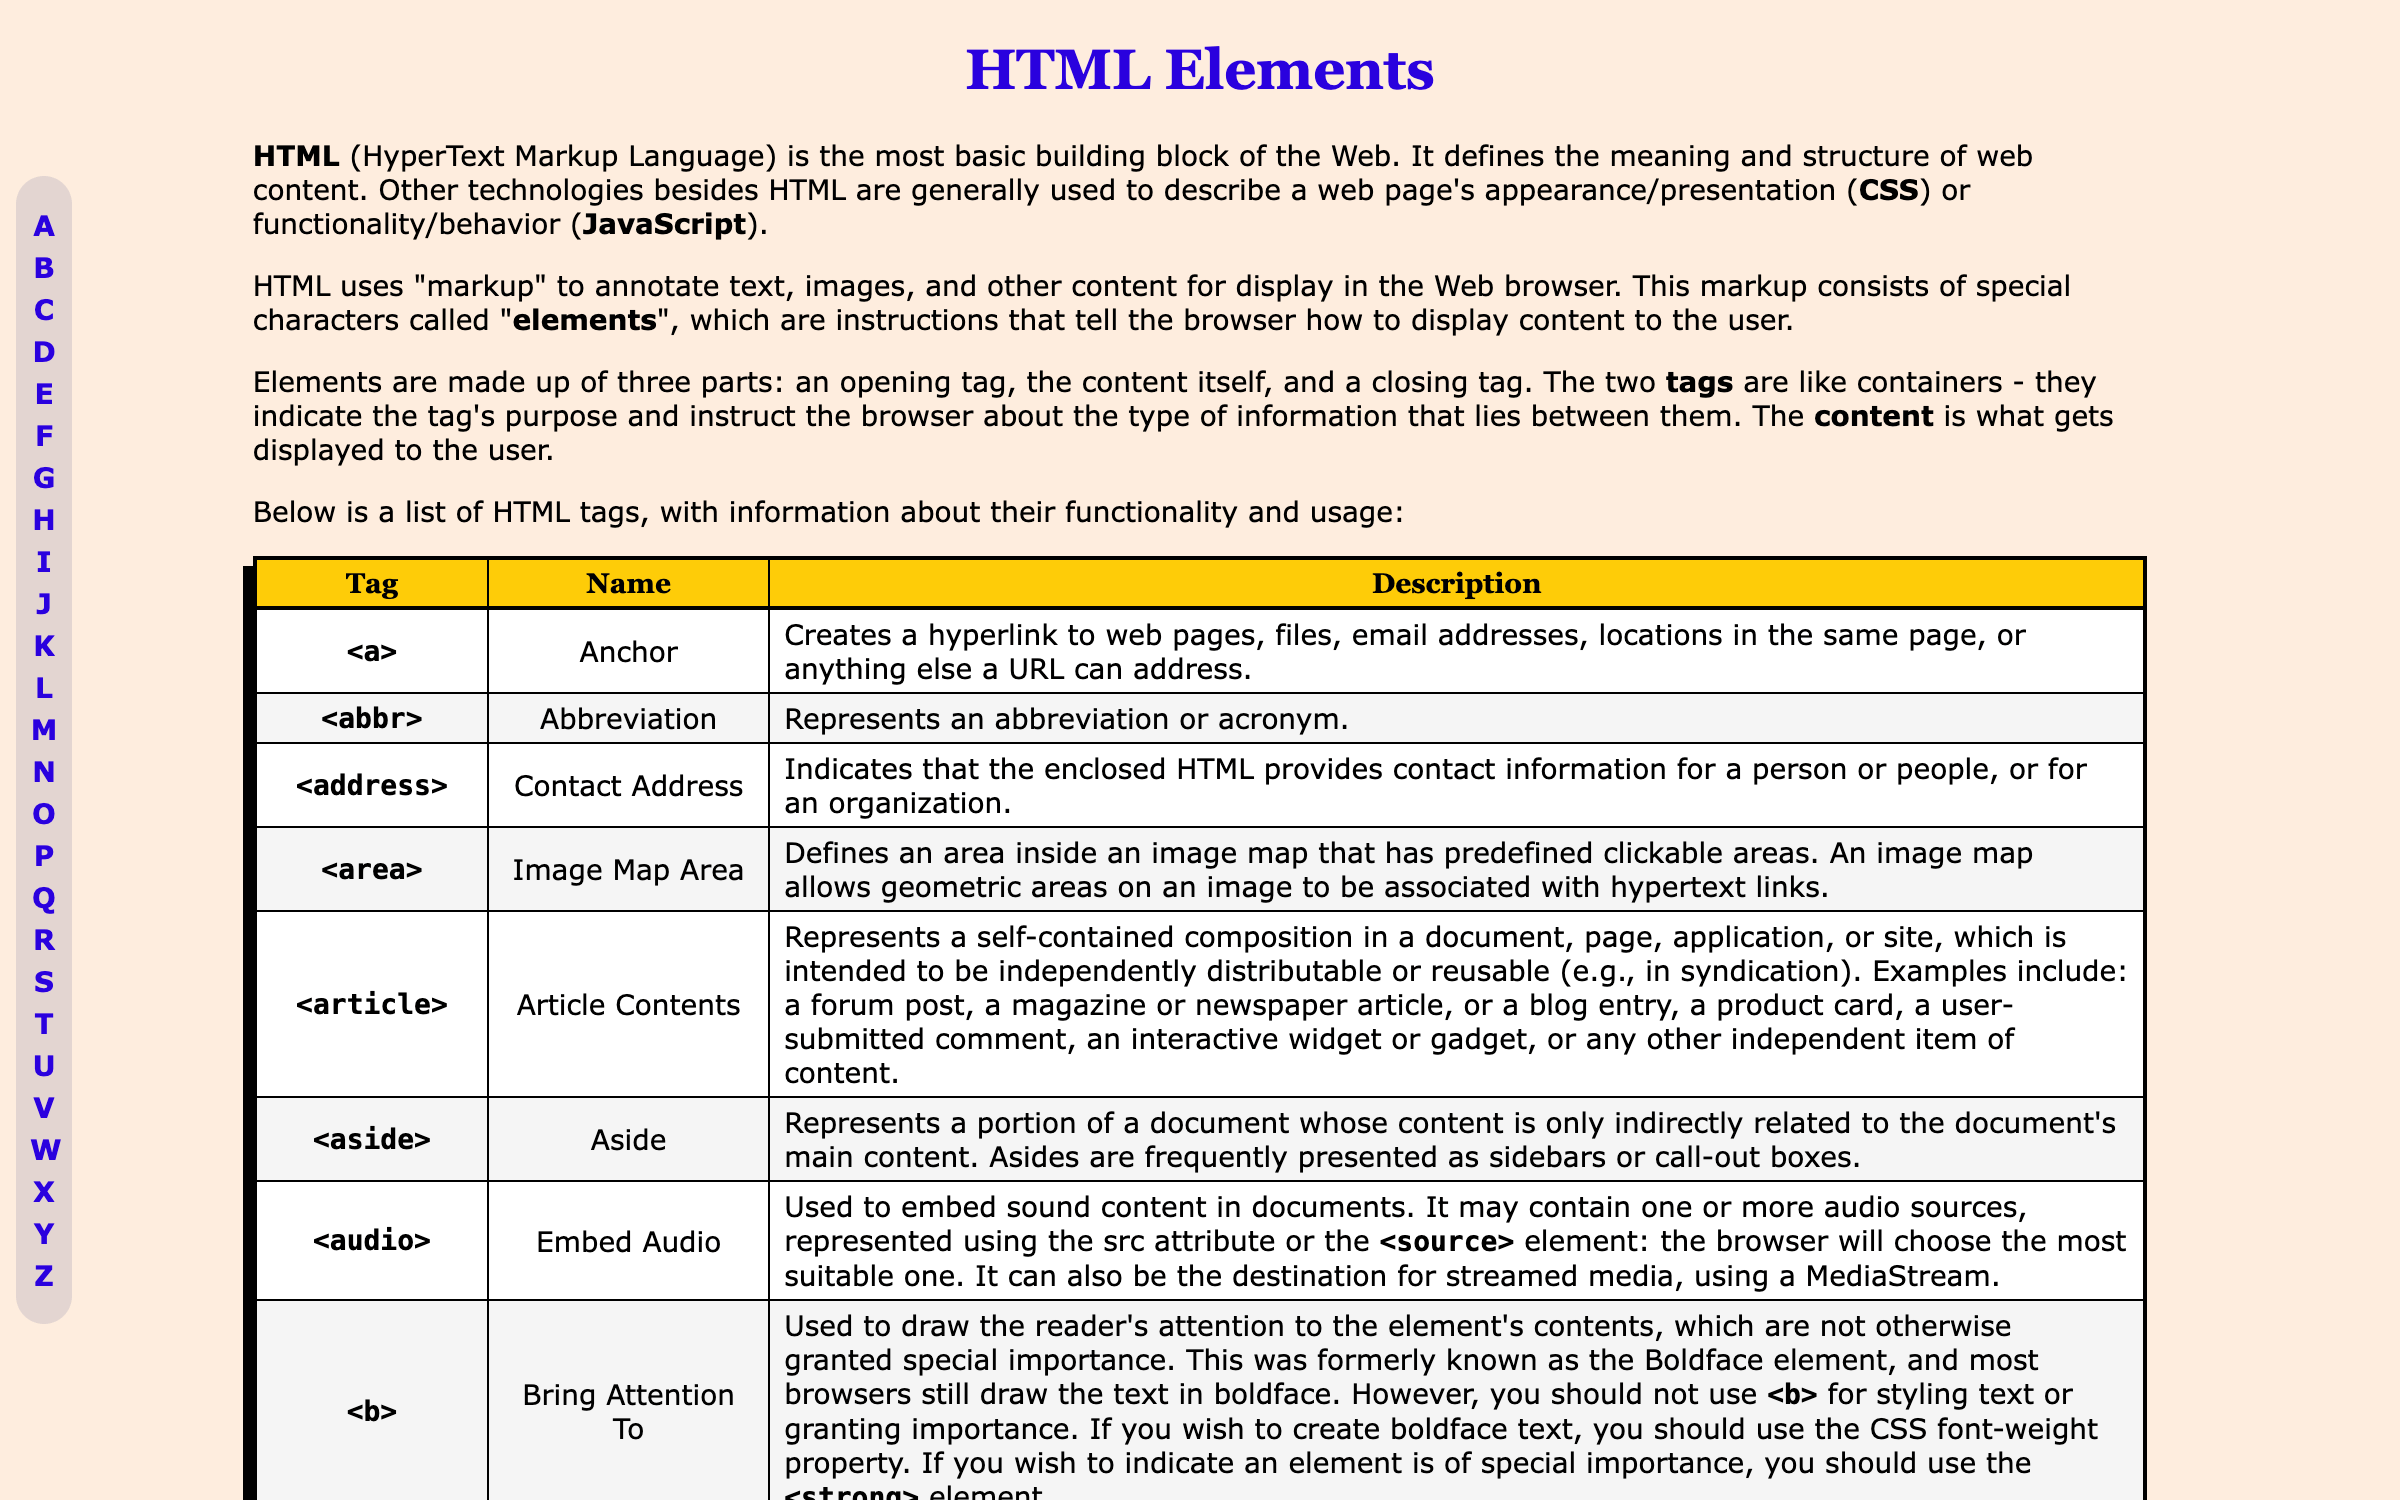 HTML Elements
HTML (HyperText Markup Language) is the most basic building block of the Web. It defines the meaning and structure of web
content. Other technologies besides HTML are generally used to describe a web page's appearance/presentation (CSS) or
functionality/behavior (JavaScript).
HTML uses "markup" to annotate text, images, and other content for display in the Web browser. This markup consists of special
characters called "elements", which are instructions that tell the browser how to display content to the user.
Elements are made up of three parts: an opening tag, the content itself, and a closing tag. The two tags are like containers - they
indicate the tag's purpose and instruct the browser about the type of information that lies between them. The content is what gets
displayed to the user.
Below is a list of HTML tags, with information about their functionality and usage:
A
B
C
D
E
F
G
H
I
J
K
L
M
N
O
P
Q
R
S
T
U
V
W
X
Y
Z
Tag Name Description
<a> Anchor
Creates a hyperlink to web pages, files, email addresses, locations in the same page, or
anything else a URL can address.
<abbr> Abbreviation Represents an abbreviation or acronym.
<address> Contact Address
Indicates that the enclosed HTML provides contact information for a person or people, or for
an organization.
<area> Image Map Area
Defines an area inside an image map that has predefined clickable areas. An image map
allows geometric areas on an image to be associated with hypertext links.
<article> Article Contents
Represents a self-contained composition in a document, page, application, or site, which is
intended to be independently distributable or reusable (e.g., in syndication). Examples include:
a forum post, a magazine or newspaper article, or a blog entry, a product card, a user-
submitted comment, an interactive widget or gadget, or any other independent item of
content.
<aside> Aside
Represents a portion of a document whose content is only indirectly related to the document's
main content. Asides are frequently presented as sidebars or call-out boxes.
<audio> Embed Audio
Used to embed sound content in documents. It may contain one or more audio sources,
represented using the src attribute or the <source> element: the browser will choose the most
suitable one. It can also be the destination for streamed media, using a MediaStream.
<b> Bring Attention
To
Used to draw the reader's attention to the element's contents, which are not otherwise
granted special importance. This was formerly known as the Boldface element, and most
browsers still draw the text in boldface. However, you should not use <b> for styling text or
granting importance. If you wish to create boldface text, you should use the CSS font-weight
property. If you wish to indicate an element is of special importance, you should use the
<strong> element